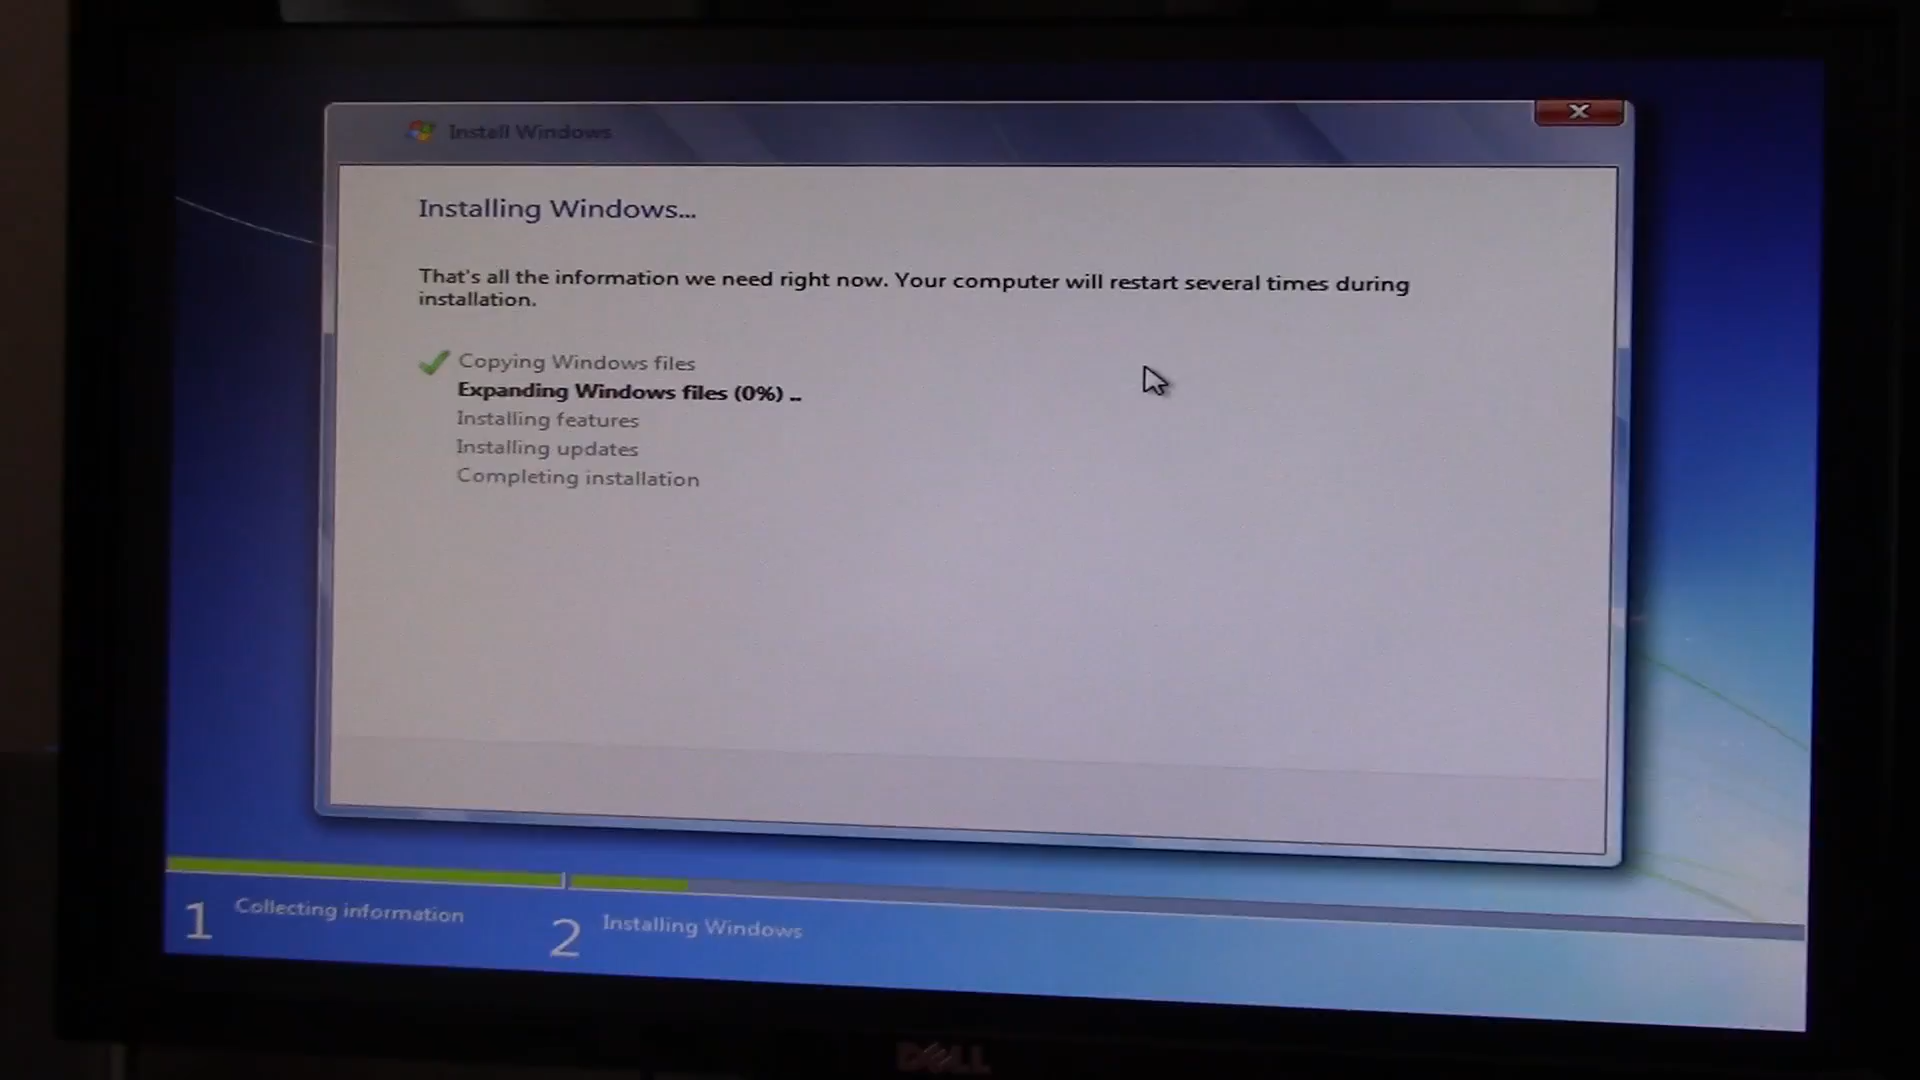 Install Windows
Installing Windows...
That's all the information we need right now. Your computer will restart several times during
installation.
Copying Windows files
Expanding Windows files (0%) ..
Installing features
Installing updates
Completing installation
1 Collecting information
2 Installing Windows
DELL